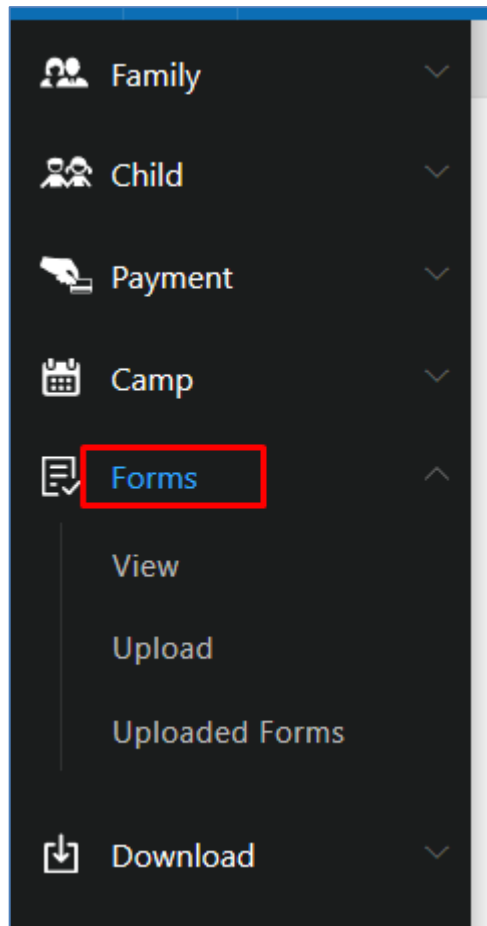 Family
Child
Payment
Camp
Forms
View
Upload
Uploaded Forms
Download